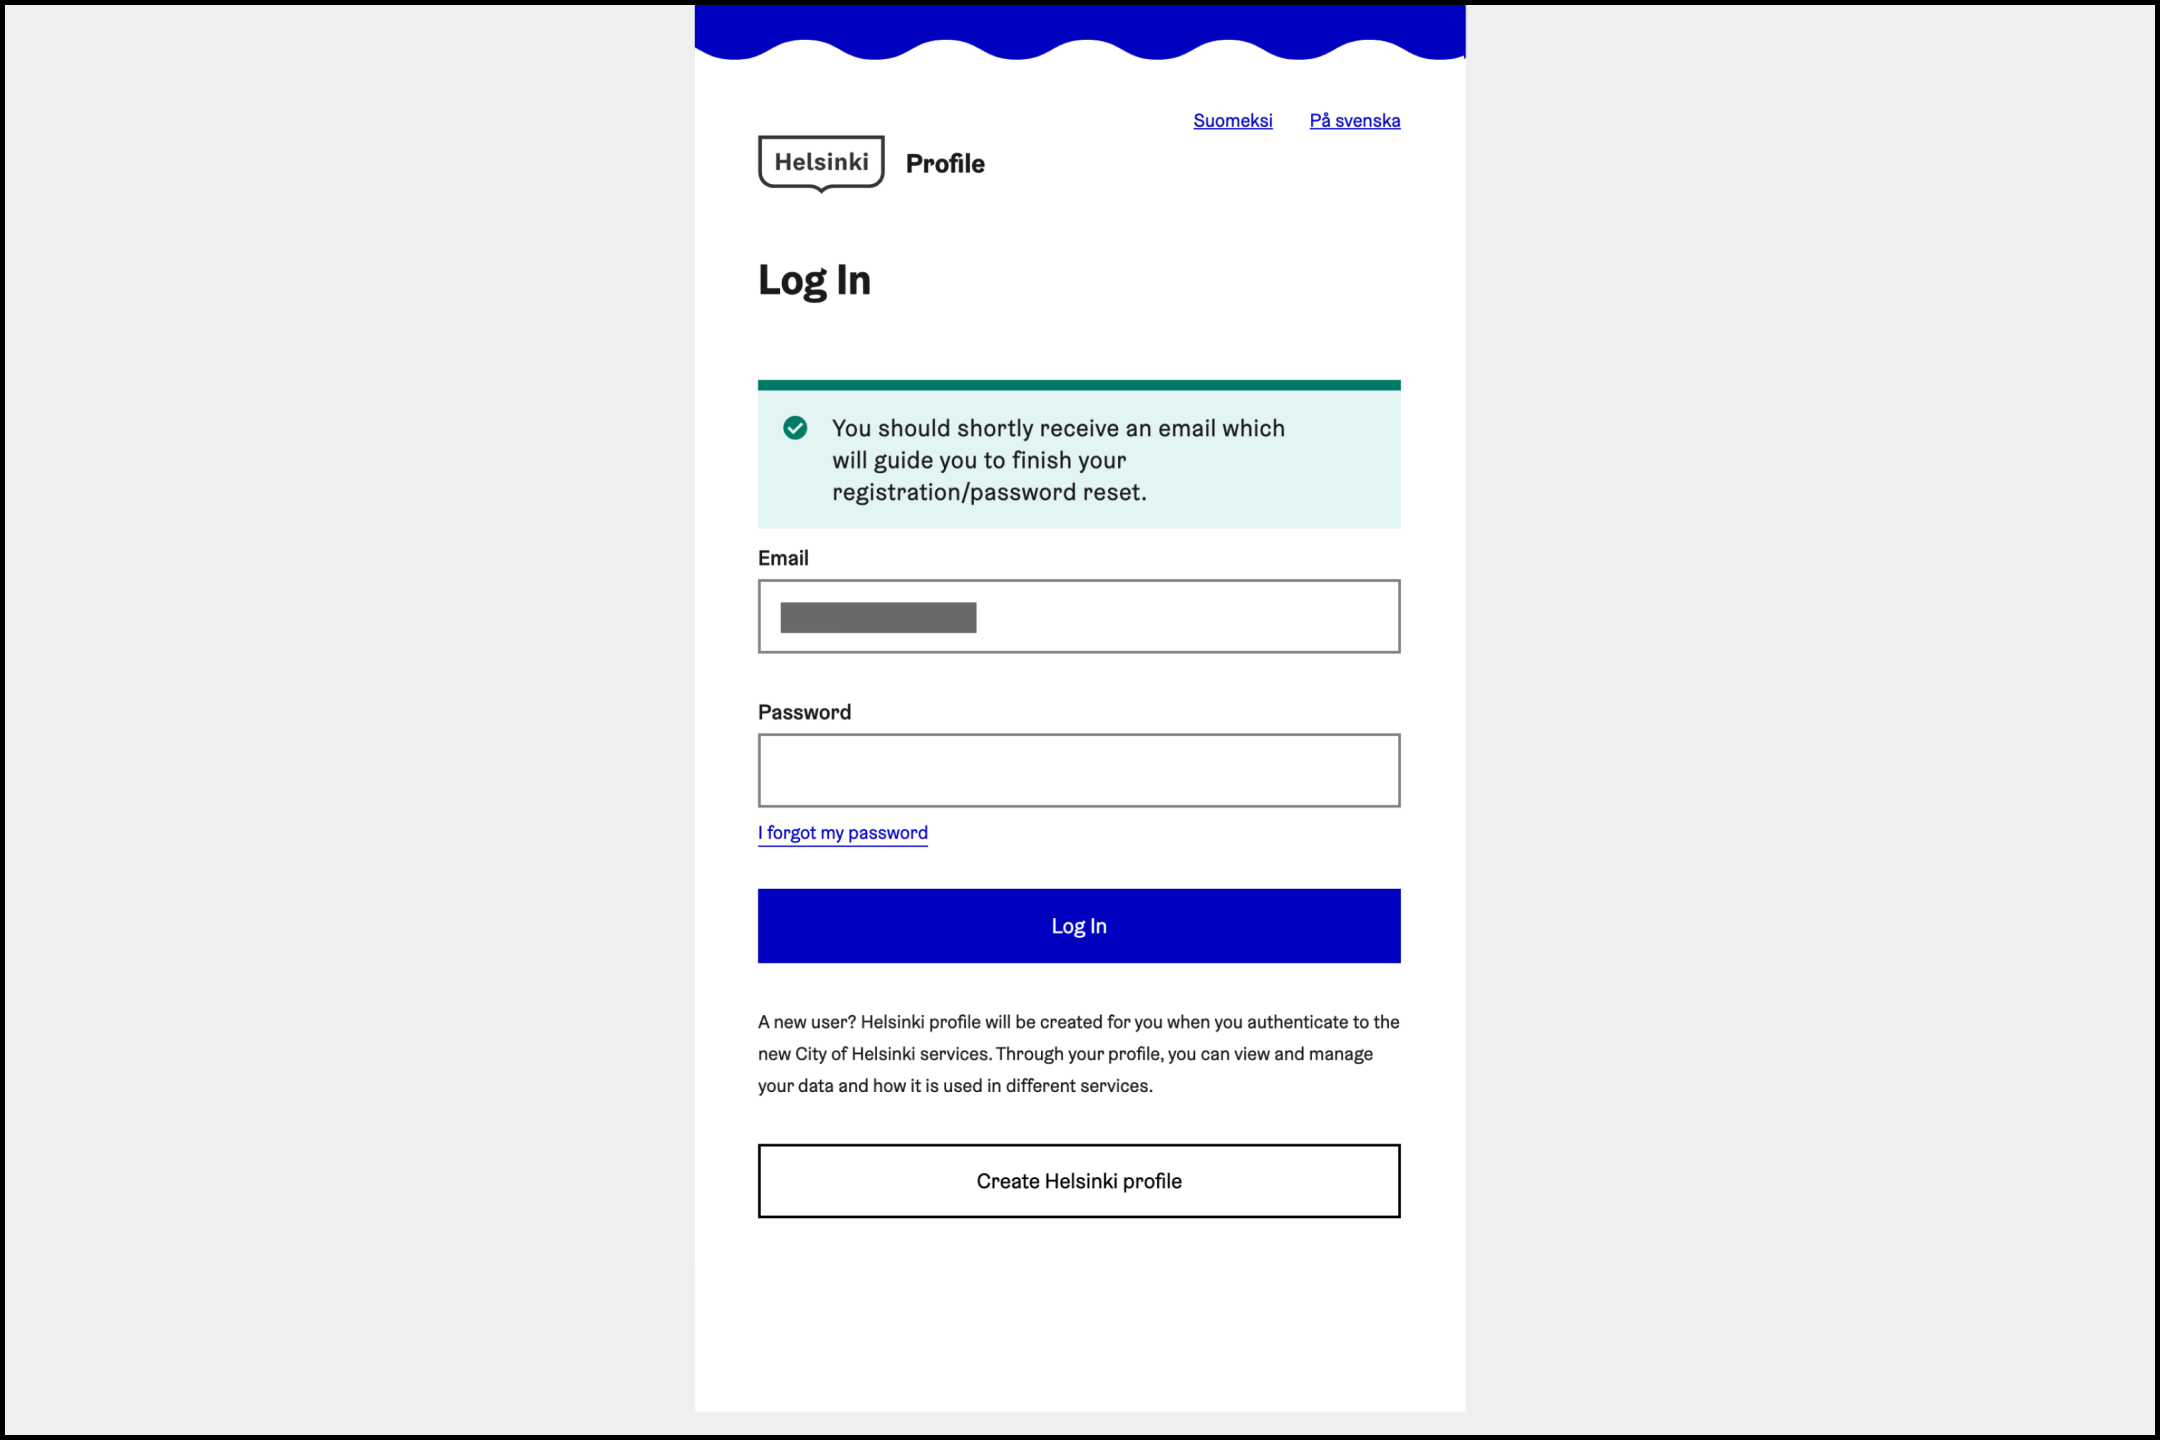 Suomeksi På svenska
Helsinki Profile
Log In
You should shortly receive an email which
will guide you to finish your
registration/password reset.
Email
Password
I forgot my password
Log In
A new user? Helsinki profile will be created for you when you authenticate to the
new City of Helsinki services. Through your profile, you can view and manage
your data and how it is used in different services.
Create Helsinki profile